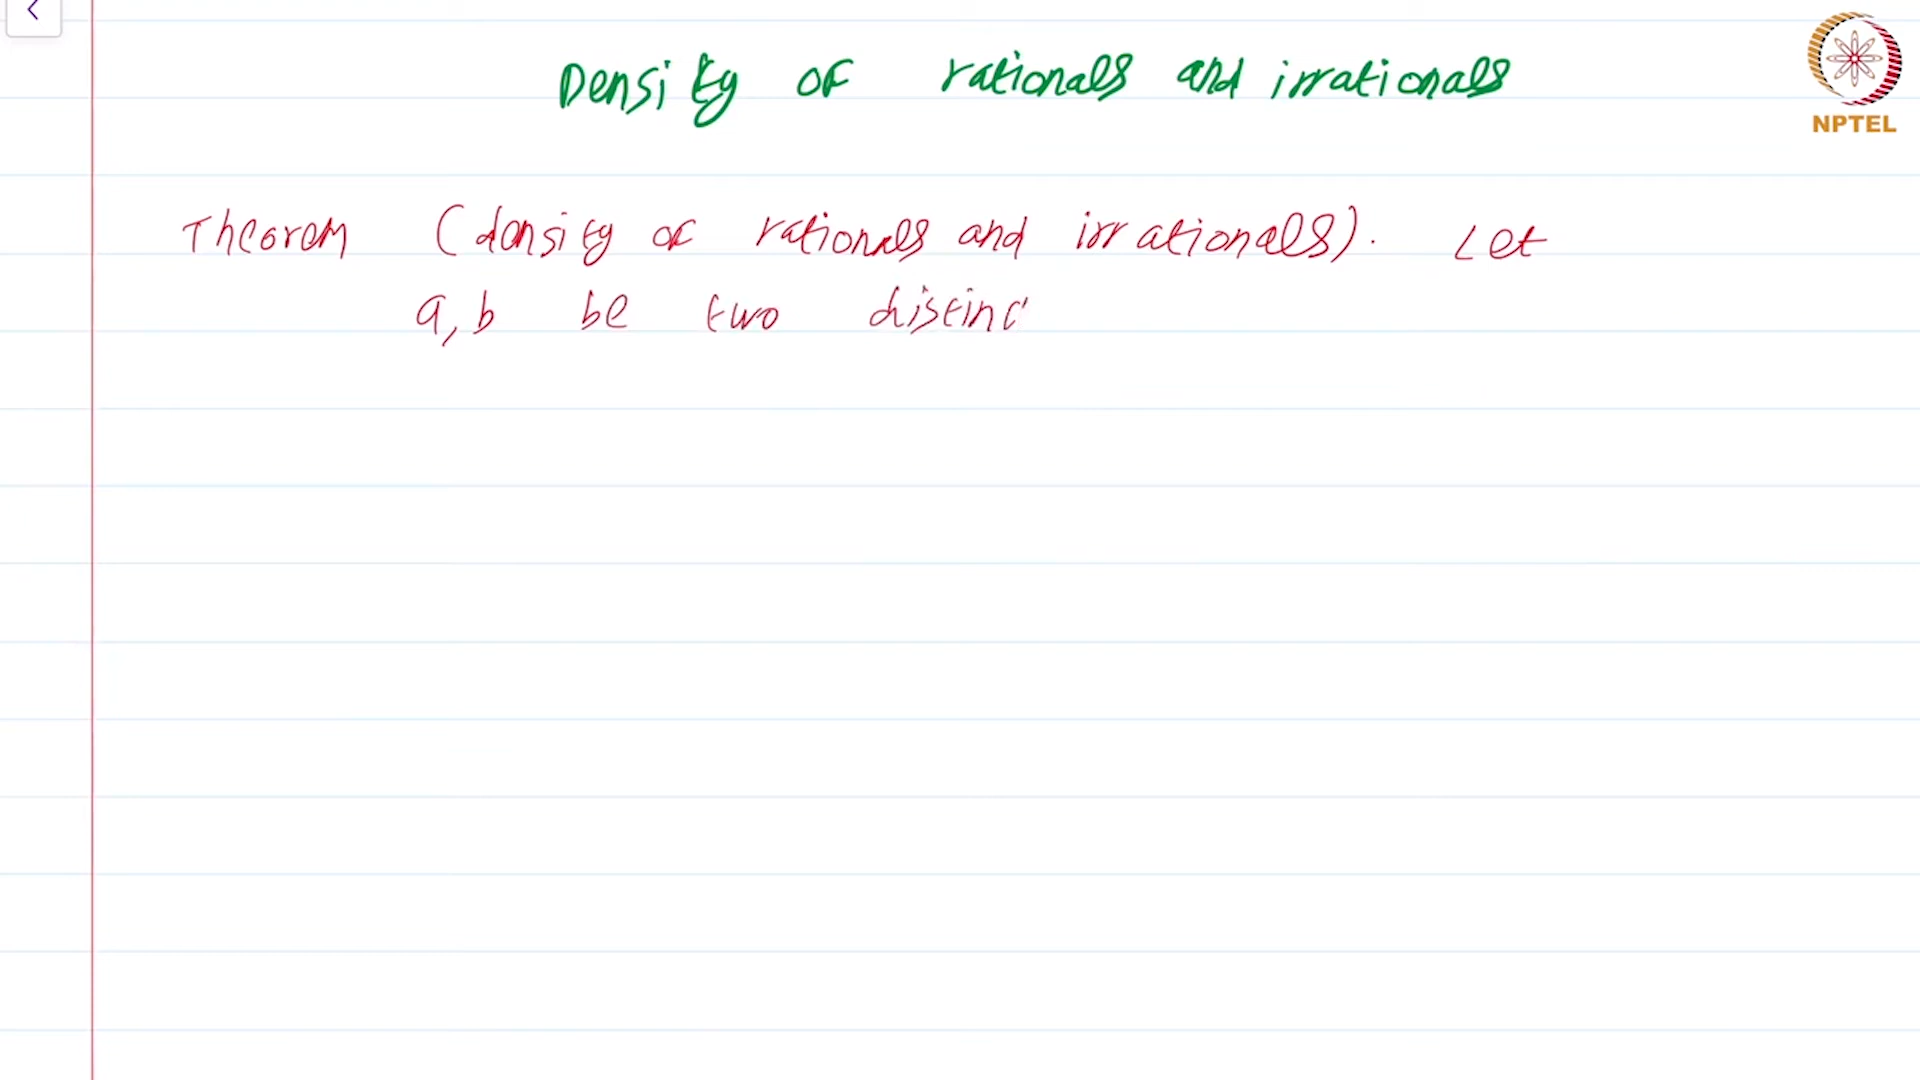 Density of rationals and irrationals
NPTEL
Theorem (density of rationals and irrationals). Let
a, b be two distinc